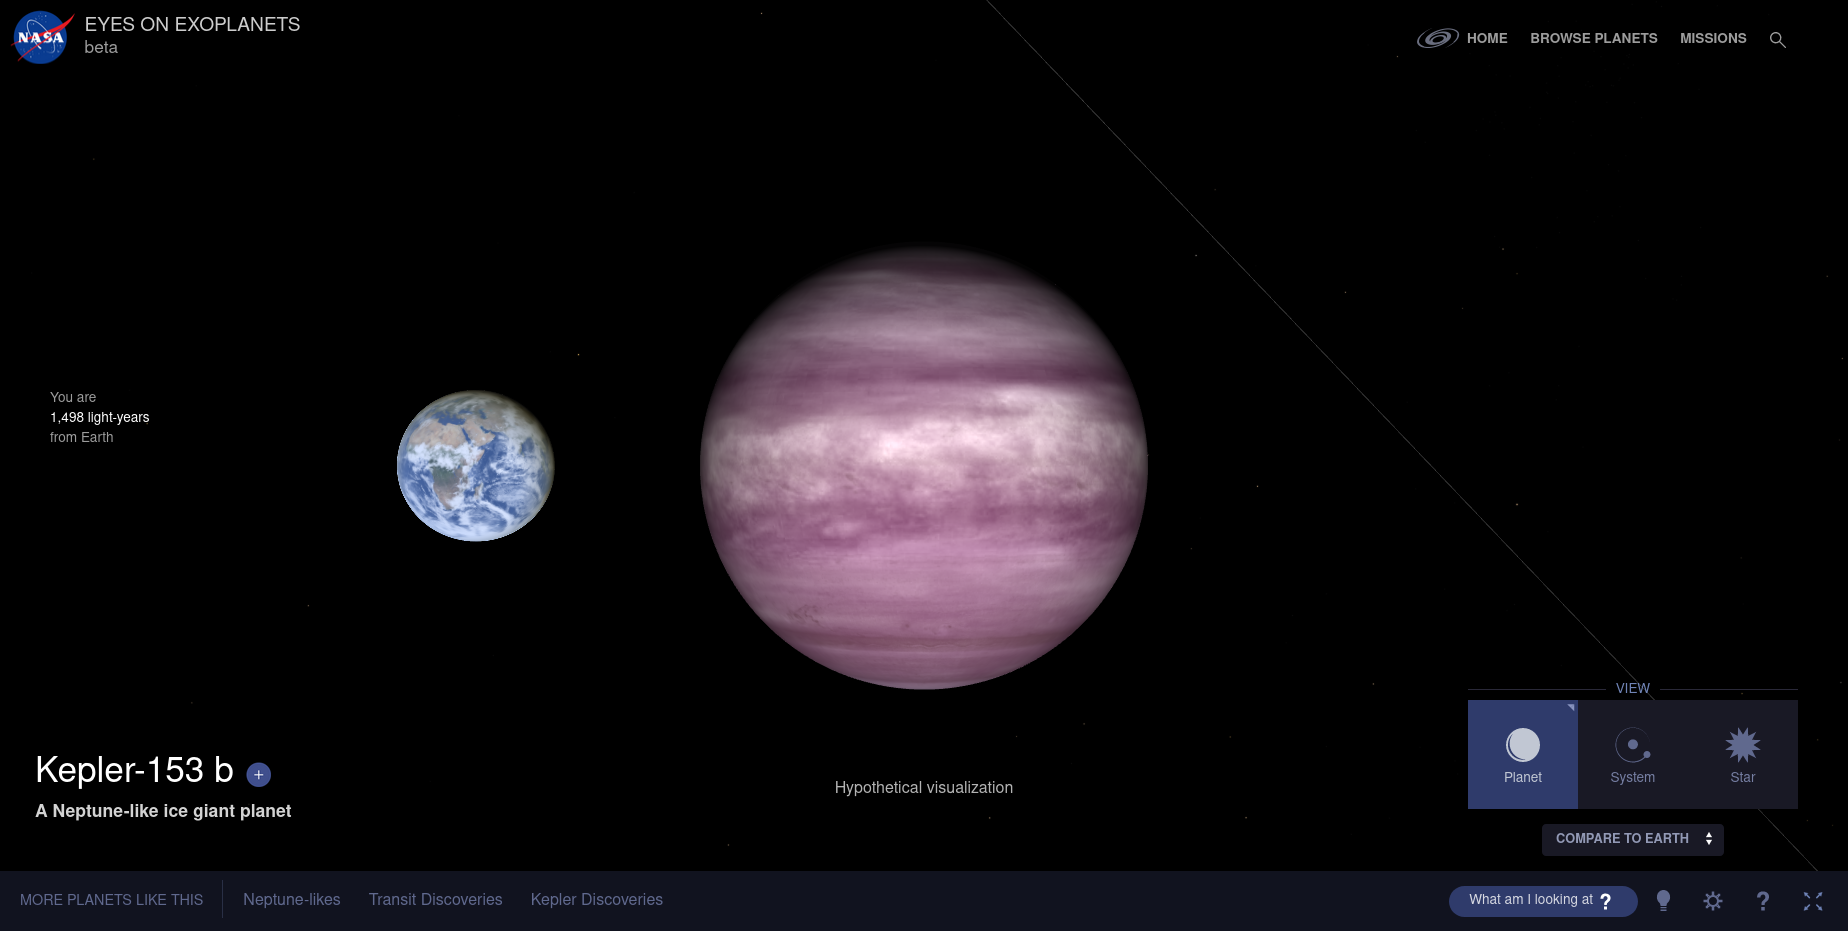 NASA
EYES ON EXOPLANETS
beta
HOME
BROWSE PLANETS
MISSIONS
You are
1,498 light-years
from Earth
Kepler-153 b +
A Neptune-like ice giant planet
Hypothetical visualization
VIEW
Planet
System
Star
COMPARE TO EARTH
MORE PLANETS LIKE THIS
Neptune-likes
Transit Discoveries
Kepler Discoveries
What am I looking at ?
?